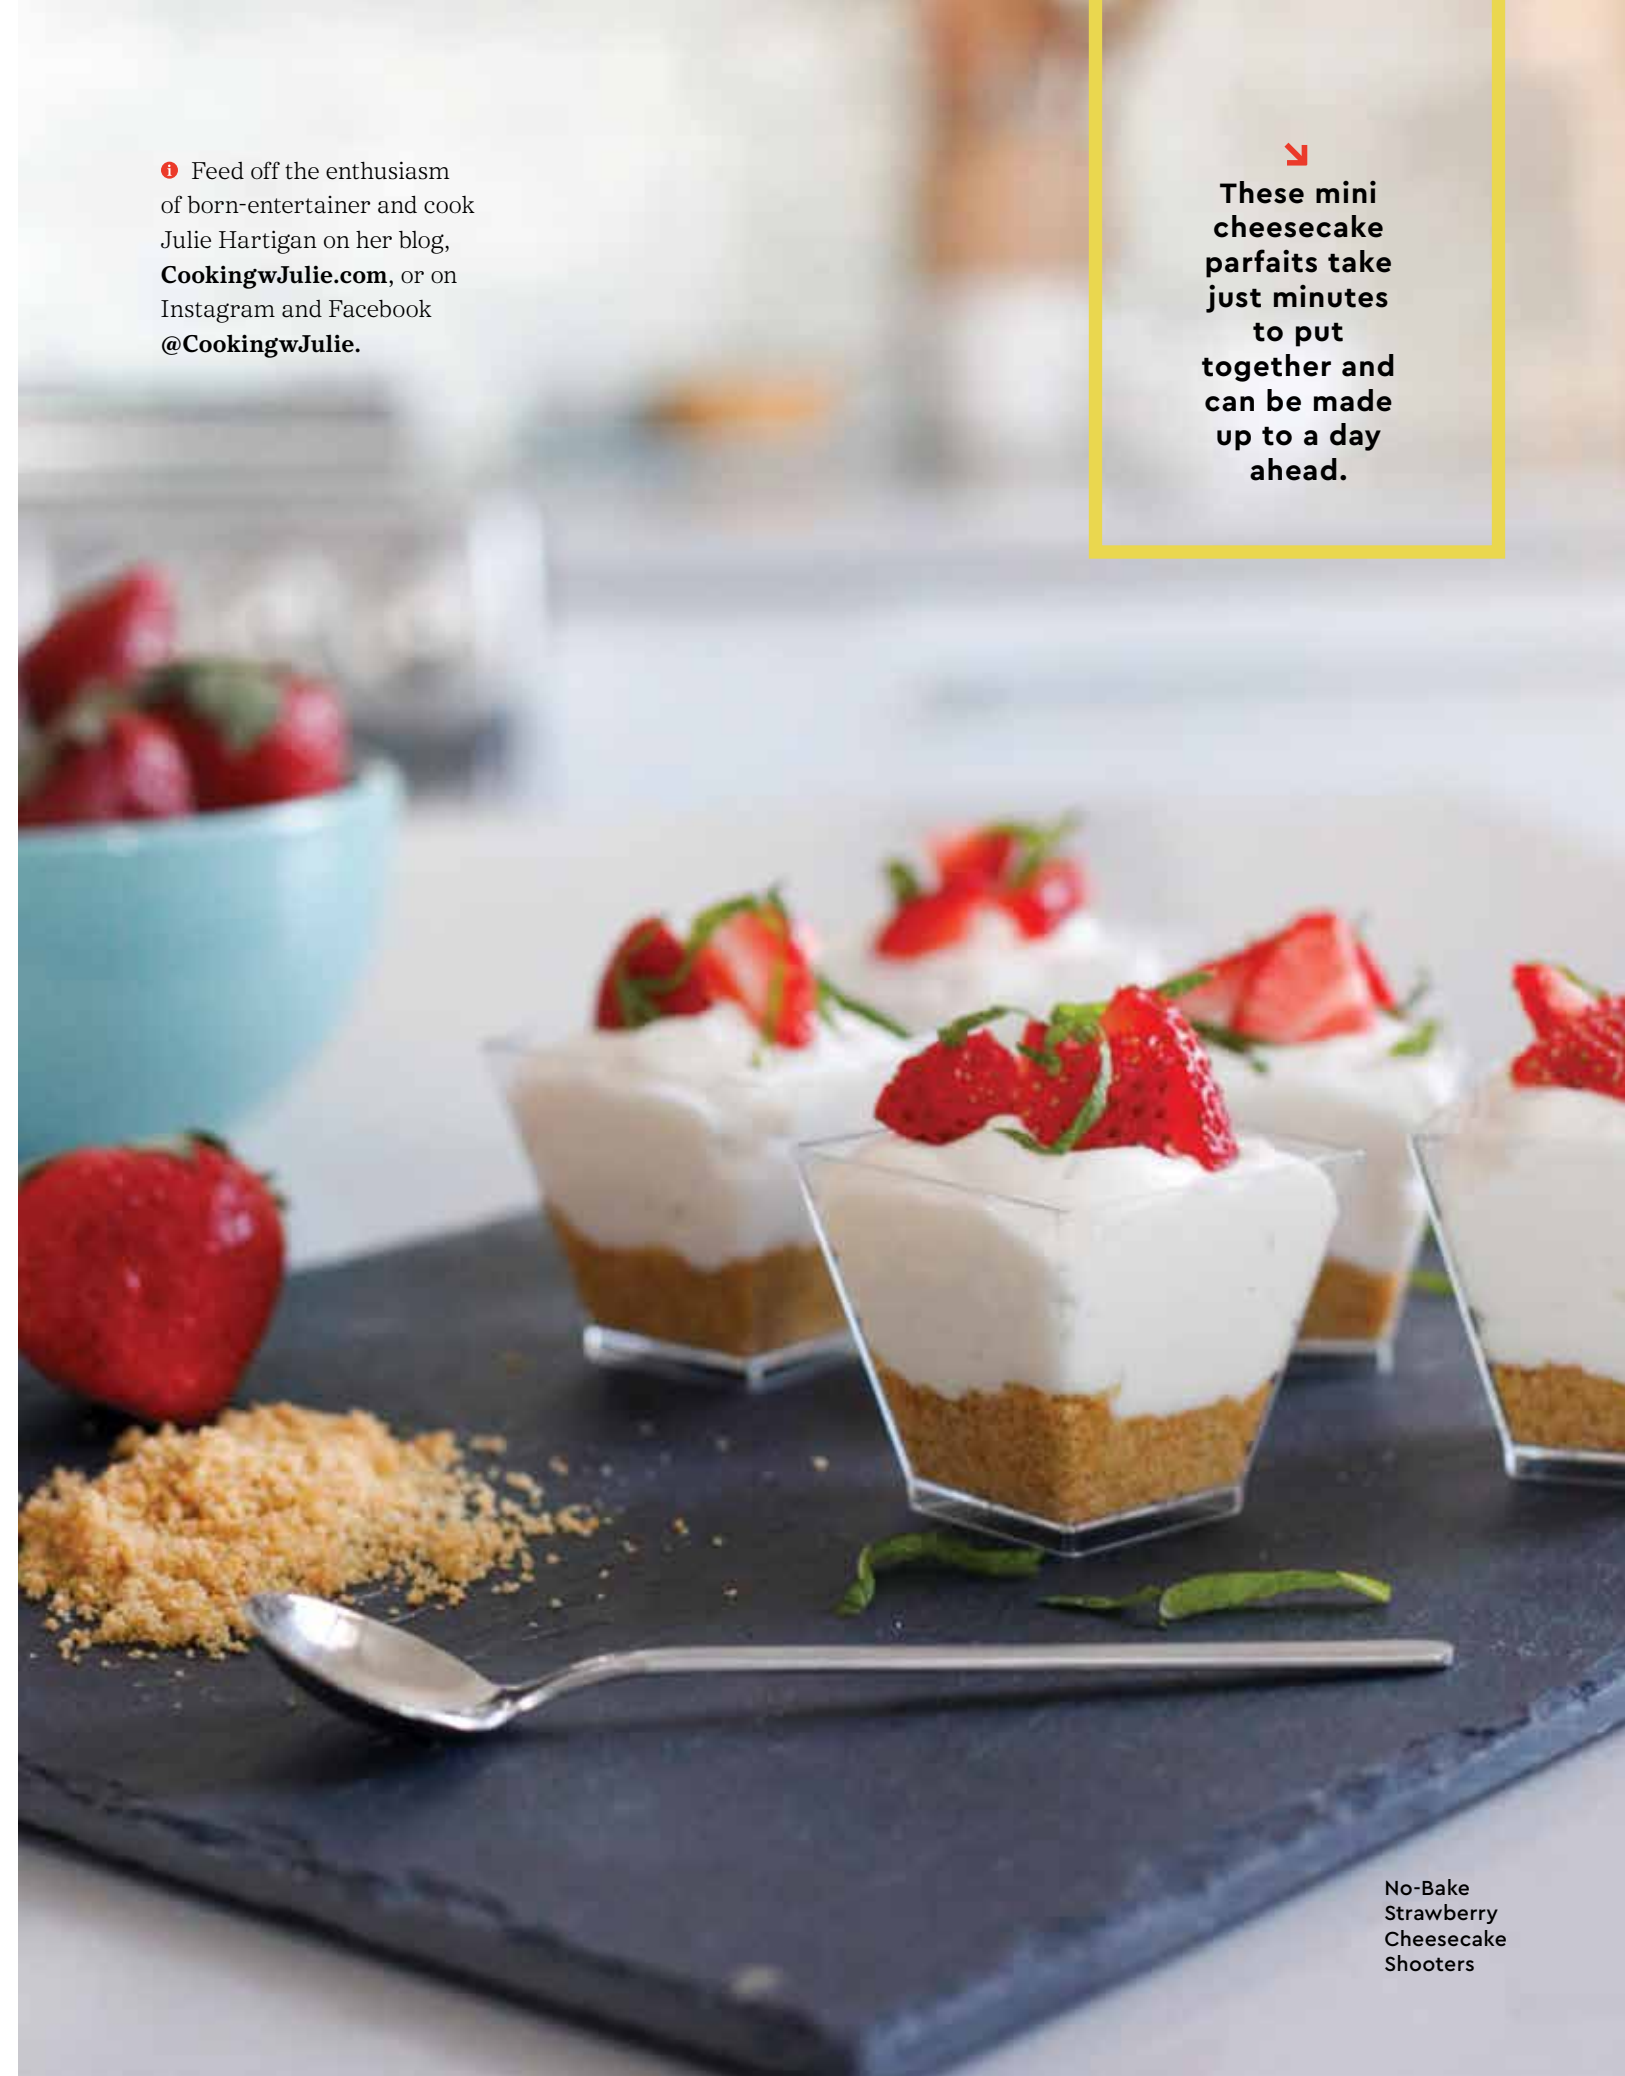 Feed off the enthusiasm
of born-entertainer and cook
Julie Hartigan on her blog,
CookingwJulie.com, or on
Instagram and Facebook
@CookingwJulie.
These mini
cheesecake
parfaits take
just minutes
to put
together and
can be made
up to a day
ahead.
No-Bake
Strawberry
Cheesecake
Shooters